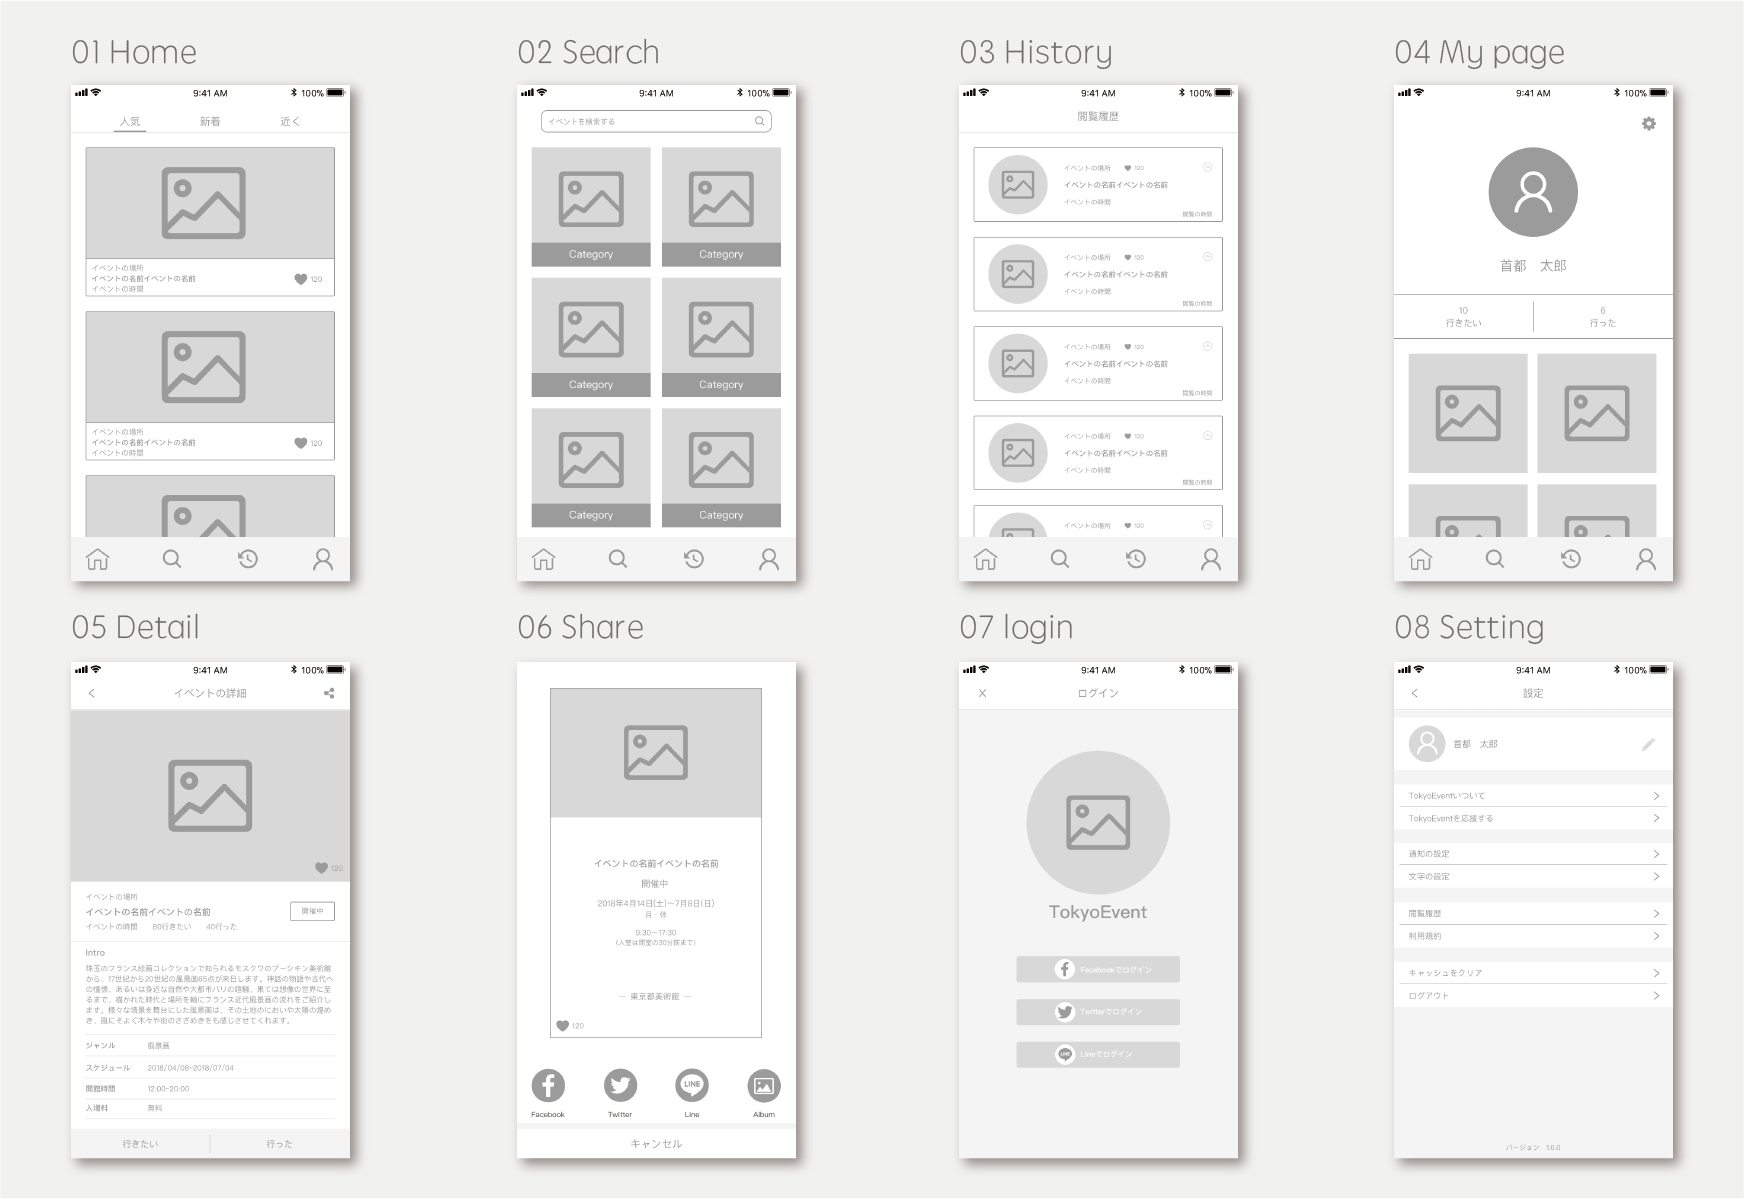 01 Home
9:41 AM 100%
人気 新着 近く
イベントの場所
イベントの名前イベントの名前
イベントの時間
120
イベントの場所
イベントの名前イベントの名前
イベントの時間
120
02 Search
9:41 AM 100%
イベントを検索する
Category Category
Category Category
Category Category
03 History
9:41 AM 100%
閲覧履歴
イベントの場所 120
イベントの名前イベントの名前
イベントの時間
閲覧の時間
イベントの場所 120
イベントの名前イベントの名前
イベントの時間
閲覧の時間
イベントの場所 120
イベントの名前イベントの名前
イベントの時間
閲覧の時間
イベントの場所 120
イベントの名前イベントの名前
イベントの時間
閲覧の時間
イベントの場所 120
04 My page
9:41 AM 100%
首都 太郎
10 6
行きたい 行った
05 Detail
9:41 AM 100%
イベントの詳細
120
イベントの場所
イベントの名前イベントの名前
開催中
イベントの時間 80行きたい 40行った
Intro
珠玉のフランス絵画コレクションで知られるモスクワのプーシキン美術館
から、17世紀から20世紀の風景画65点が来日します。神話の物語や古代へ
の憧憬、あるいは身近な自然や大都市パリの喧騒、果ては想像の世界に至
るまで、描かれた時代と場所を軸にフランス近代風景画の流れをご紹介し
ます。様々な情景を舞台にした風景画は、その土地のにおいや太陽の煌め
き、風にそよぐ木々や街のさざめきをも感じさせてくれます。
ジャンル 風景画
スケジュール 2018/04/08~2018/07/04
開館時間 12:00~20:00
入場料 無料
行きたい 行った
06 Share
イベントの名前イベントの名前
開催中
2018年4月14日(土)〜7月8日(日)
月・休
9:30〜17:30
(入室は閉室の30分前まで)
— 東京都美術館 —
120
LINE
Facebook Twitter Line Album
キャンセル
07 login
9:41 AM 100%
ログイン
TokyoEvent
Facebookでログイン
Twitterでログイン
LINE Lineでログイン
08 Setting
9:41 AM 100%
設定
首都 太郎
TokyoEventいついて
TokyoEventを応援する
通知の設定
文字の設定
閲覧履歴
利用規約
キャッシュをクリア
ログアウト
バージョン 1.0.0